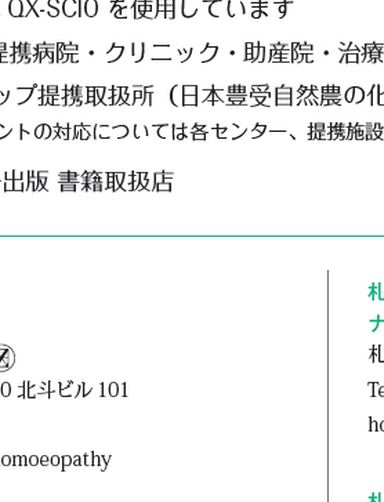 QX-SCIO を使用しています
提携病院・クリニック・助産院・治療
ップ提携取扱所（日本豊受自然農の化
ントの対応については各センター、提携施設
出版 書籍取扱店
Z
0 北斗ビル 101
omoeopathy
札
ナ
札
Te
ho
札